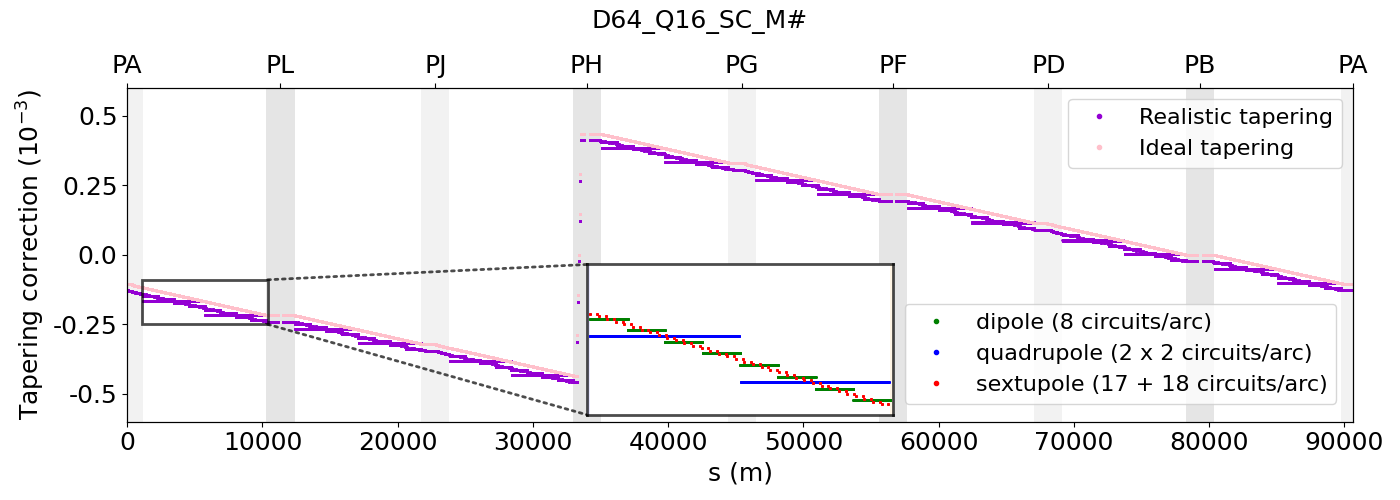 D64_Q16_SC_M#
PA PL PJ PH PG PF PD PB PA
Tapering correction (10⁻³)
0.5
0.25
0.0
-0.25
-0.5
Realistic tapering
Ideal tapering
dipole (8 circuits/arc)
quadrupole (2 x 2 circuits/arc)
sextupole (17 + 18 circuits/arc)
0 10000 20000 30000 40000 50000 60000 70000 80000 90000
s (m)